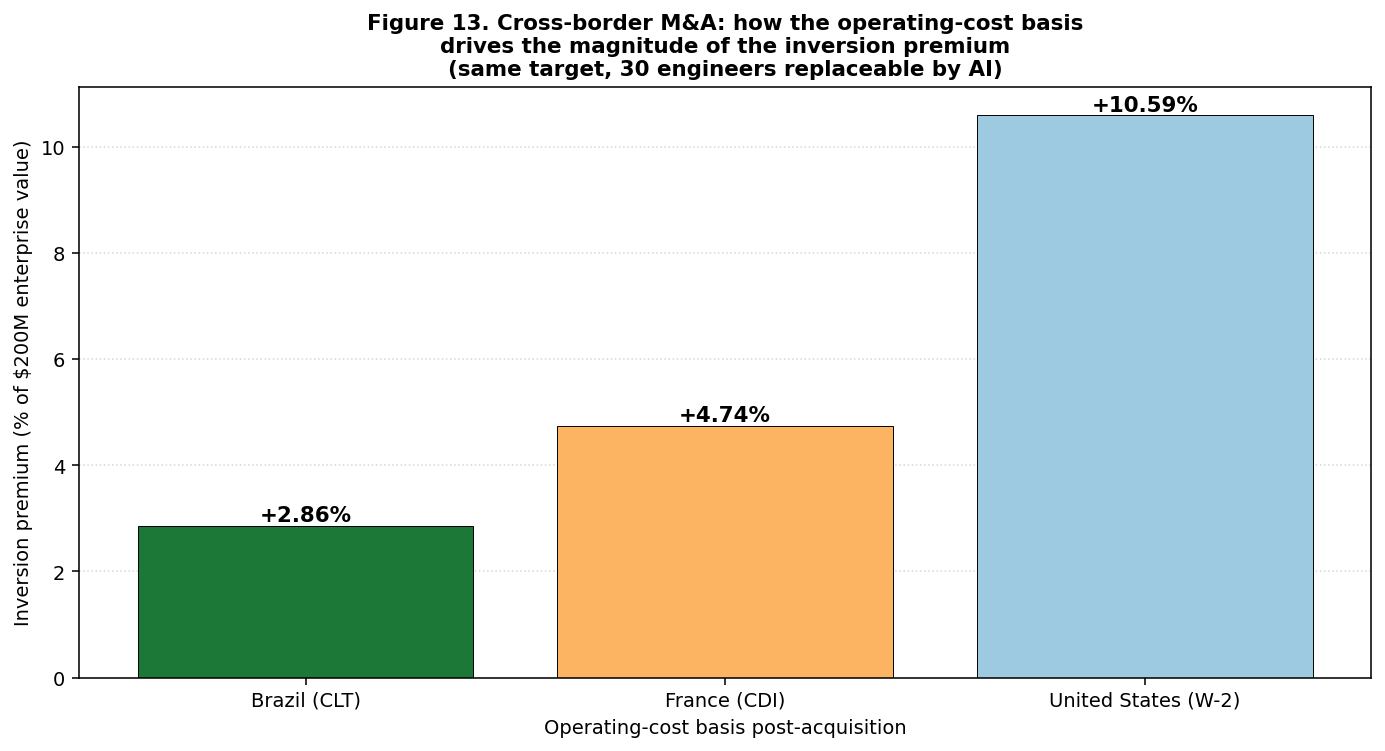 Figure 13. Cross-border M&A: how the operating-cost basis
drives the magnitude of the inversion premium
(same target, 30 engineers replaceable by AI)
Inversion premium (% of $200M enterprise value)
10
8
6
4
2
0
+2.86%
+4.74%
+10.59%
Brazil (CLT)
France (CDI)
United States (W-2)
Operating-cost basis post-acquisition